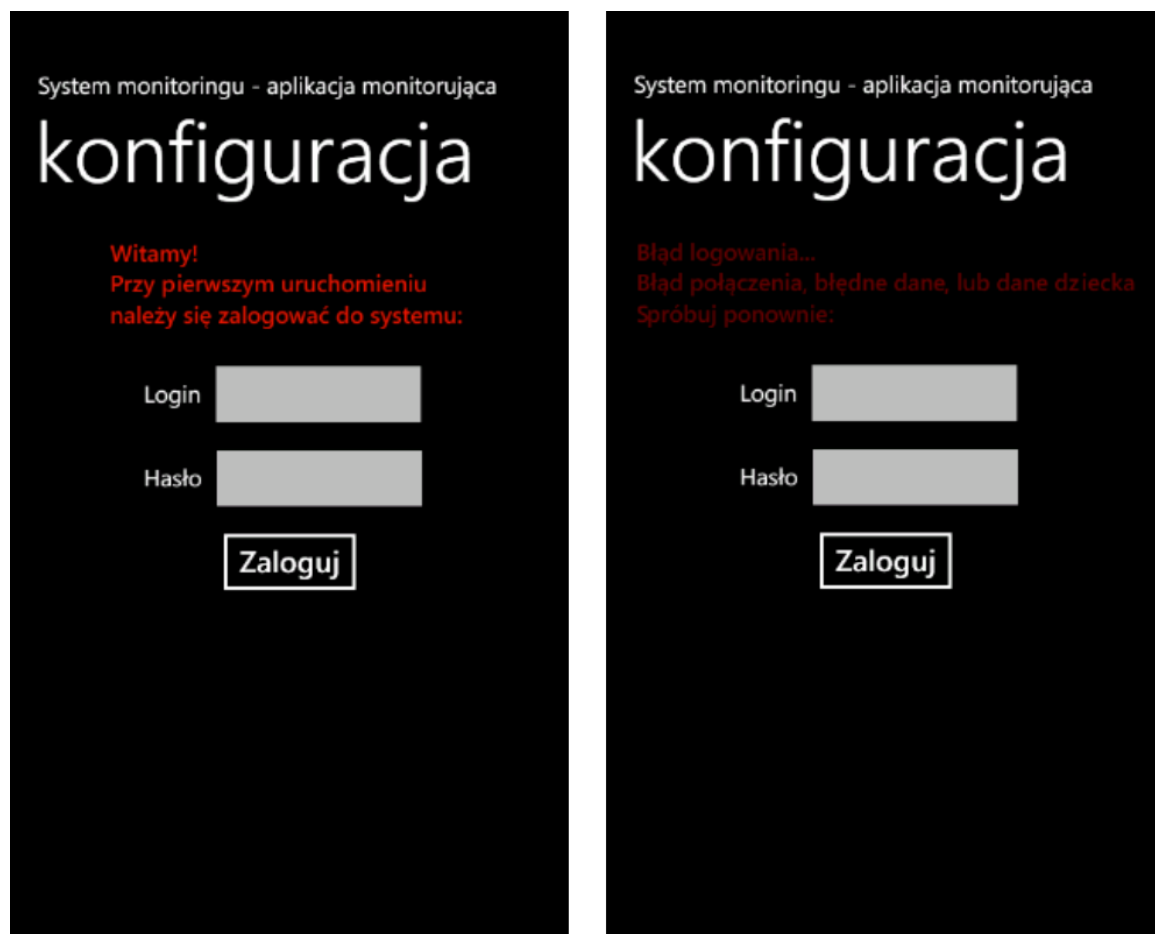 System monitoringu - aplikacja monitorująca
konfiguracja
Witamy!
Przy pierwszym uruchomieniu
należy się zalogować do systemu:
Login
Hasło
Zaloguj
System monitoringu - aplikacja monitorująca
konfiguracja
Błąd logowania...
Błąd połączenia, błędne dane, lub dane dziecka
Spróbuj ponownie:
Login
Hasło
Zaloguj